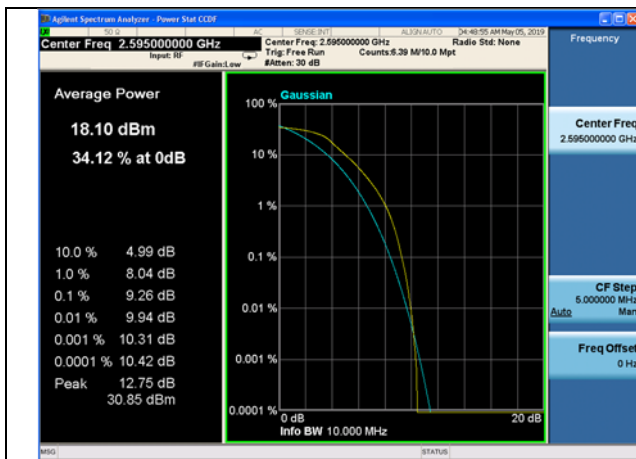 Agilent Spectrum Analyzer - Power Stat CCDF
50 Ω AC SENSE:INT ALIGN AUTO 04:48:55 AM May 05, 2019
Center Freq 2.595000000 GHz
Center Freq: 2.595000000 GHz Radio Std: None
Input: RF Trig: Free Run Counts:6.39 M/10.0 Mpt
#IFGain:Low #Atten: 30 dB
Frequency
Average Power
18.10 dBm
34.12 % at 0dB
10.0 % 4.99 dB
1.0 % 8.04 dB
0.1 % 9.26 dB
0.01 % 9.94 dB
0.001 % 10.31 dB
0.0001 % 10.42 dB
Peak 12.75 dB
30.85 dBm
Gaussian
100 %
10 %
1 %
0.1 %
0.01 %
0.001 %
0.0001 %
0 dB 20 dB
Info BW 10.000 MHz
Center Freq
2.595000000 GHz
CF Step
5.000000 MHz
Auto Man
Freq Offset
0 Hz
MSG STATUS